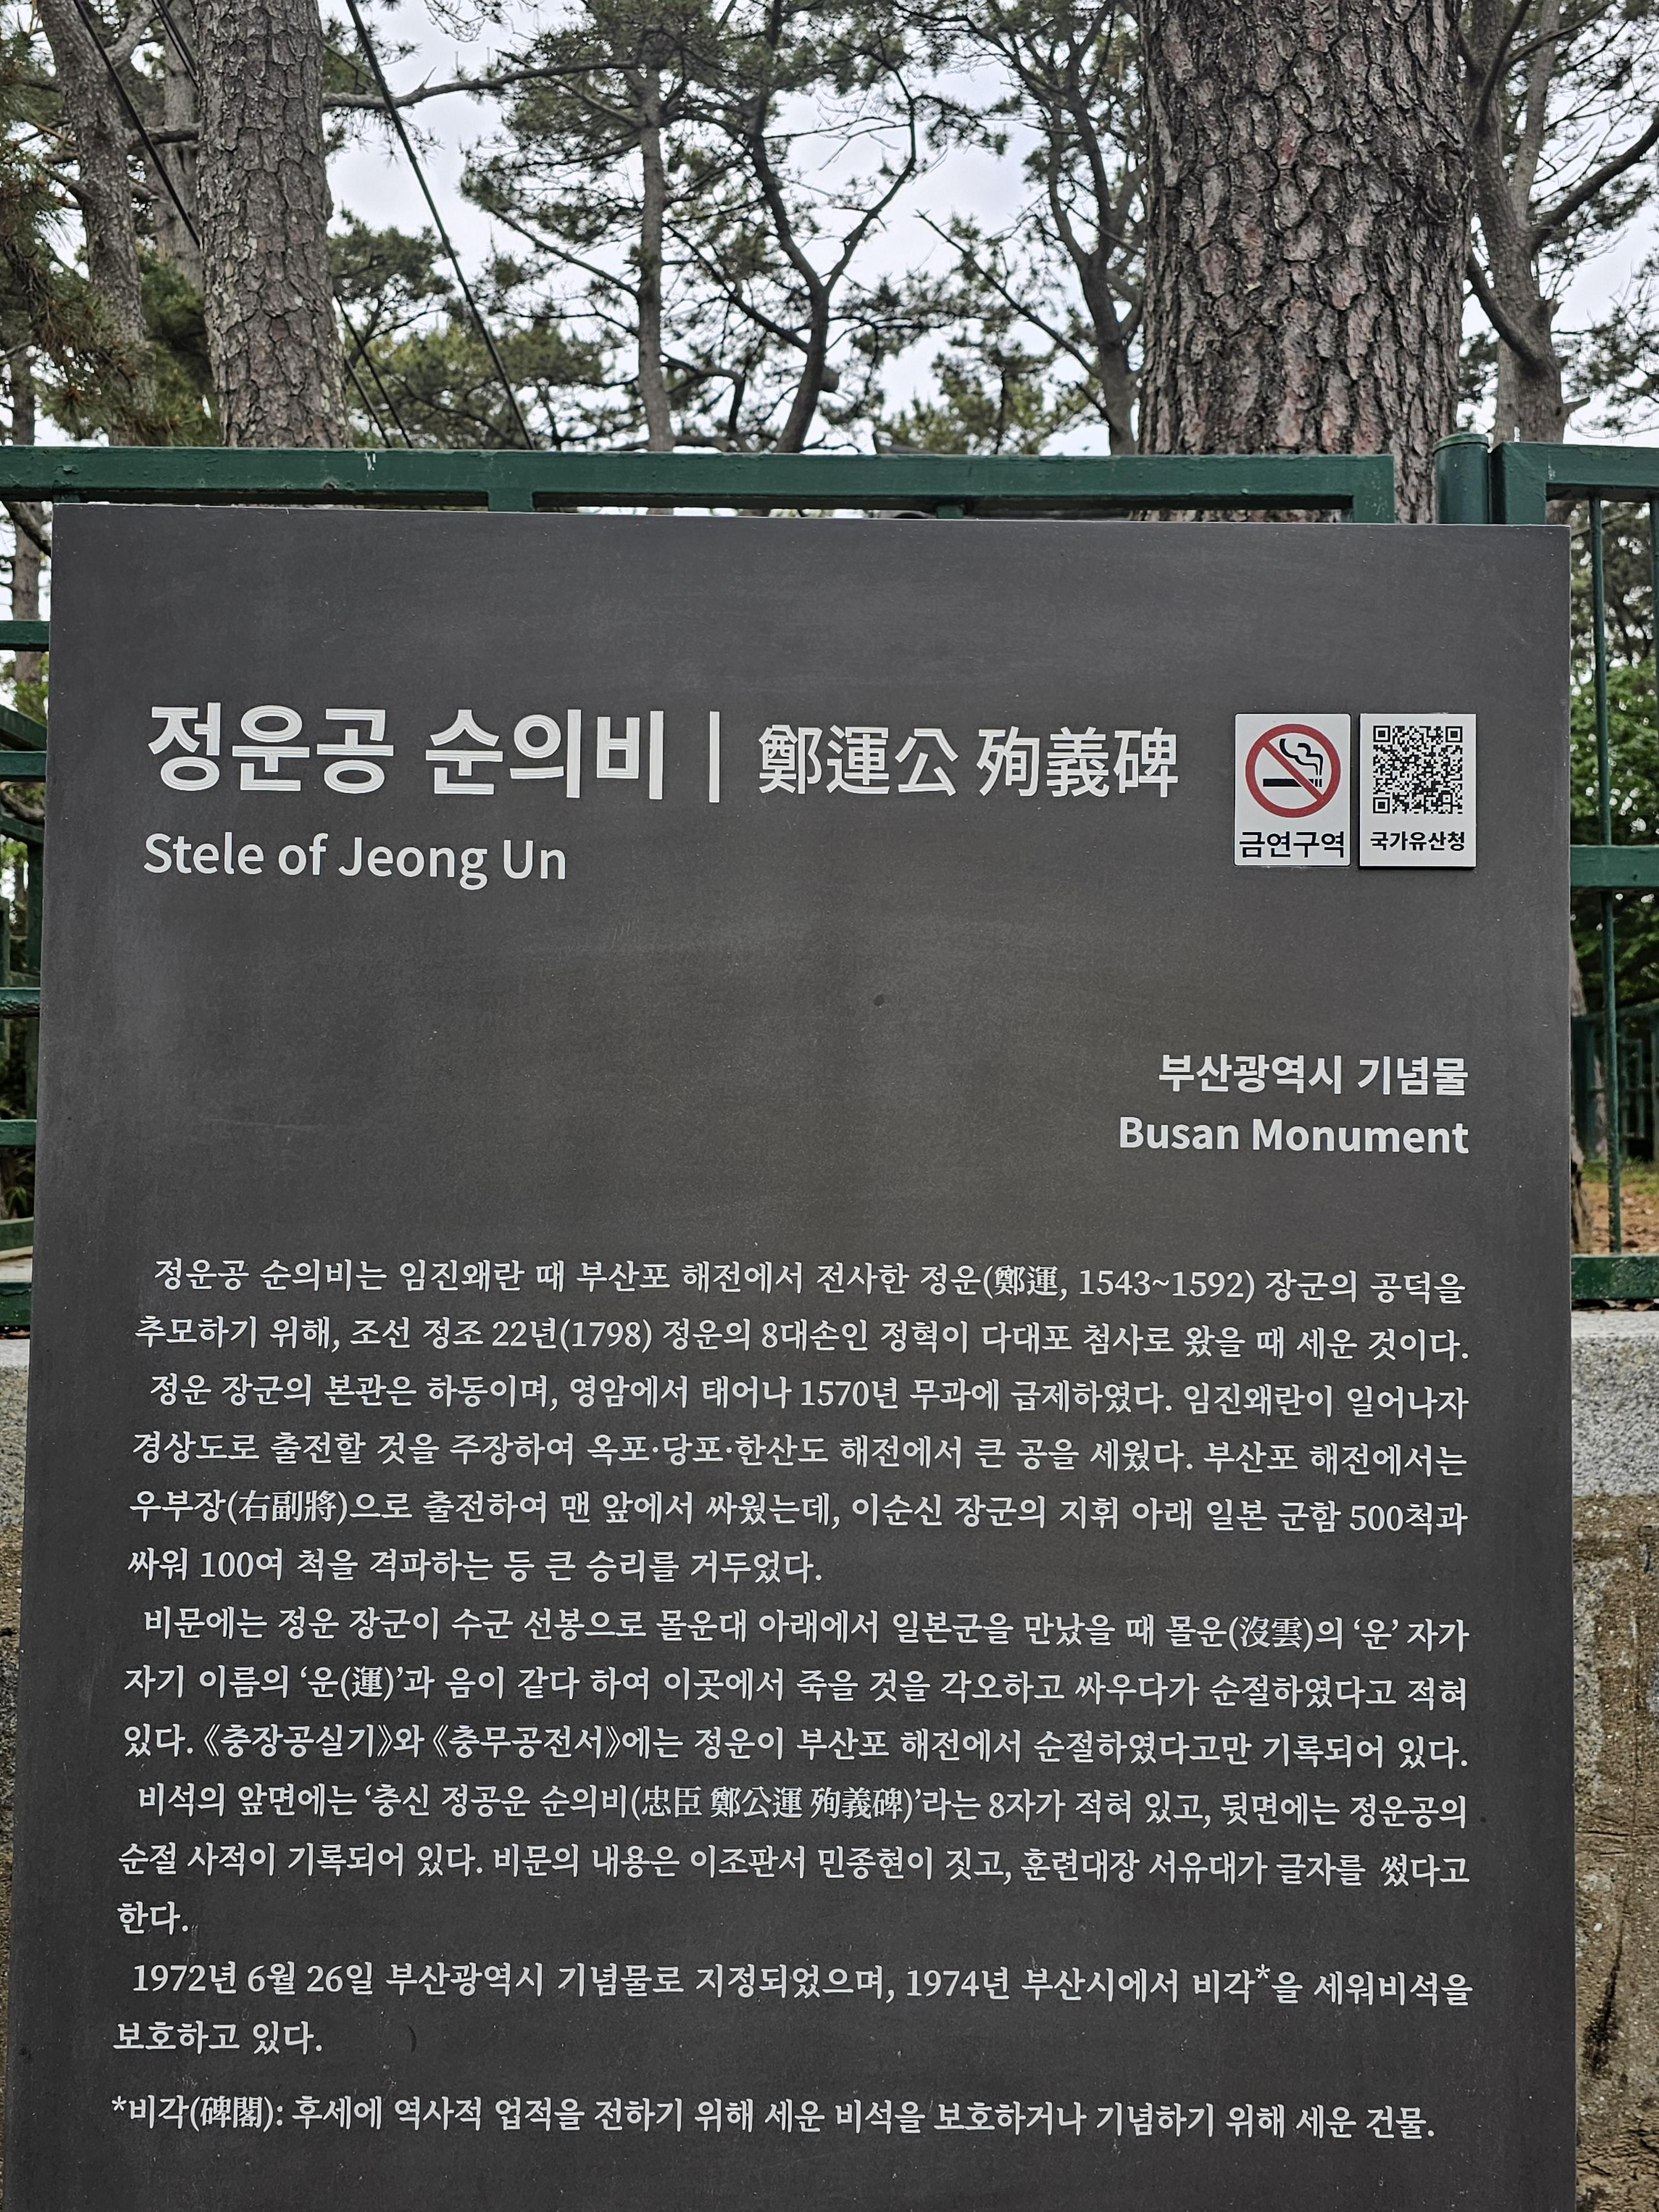 정운공 순의비 | 鄭運公 殉義碑
Stele of Jeong Un
금연구역
국가유산청
부산광역시 기념물
Busan Monument
정운공 순의비는 임진왜란 때 부산포 해전에서 전사한 정운(鄭運, 1543~1592) 장군의 공덕을
추모하기 위해, 조선 정조 22년(1798) 정운의 8대손인 정혁이 다대포 첨사로 왔을 때 세운 것이다.
정운 장군의 본관은 하동이며, 영암에서 태어나 1570년 무과에 급제하였다. 임진왜란이 일어나자
경상도로 출전할 것을 주장하여 옥포·당포·한산도 해전에서 큰 공을 세웠다. 부산포 해전에서는
우부장(右副將)으로 출전하여 맨 앞에서 싸웠는데, 이순신 장군의 지휘 아래 일본 군함 500척과
싸워 100여 척을 격파하는 등 큰 승리를 거두었다.
비문에는 정운 장군이 수군 선봉으로 몰운대 아래에서 일본군을 만났을 때 몰운(沒雲)의 ‘운’ 자가
자기 이름의 ‘운(運)’과 음이 같다 하여 이곳에서 죽을 것을 각오하고 싸우다가 순절하였다고 적혀
있다. 《충장공실기》와 《충무공전서》에는 정운이 부산포 해전에서 순절하였다고만 기록되어 있다.
비석의 앞면에는 ‘충신 정공운 순의비(忠臣 鄭公運 殉義碑)’라는 8자가 적혀 있고, 뒷면에는 정운공의
순절 사적이 기록되어 있다. 비문의 내용은 이조판서 민종현이 짓고, 훈련대장 서유대가 글자를 썼다고
한다.
1972년 6월 26일 부산광역시 기념물로 지정되었으며, 1974년 부산시에서 비각*을 세워비석을
보호하고 있다.
*비각(碑閣): 후세에 역사적 업적을 전하기 위해 세운 비석을 보호하거나 기념하기 위해 세운 건물.